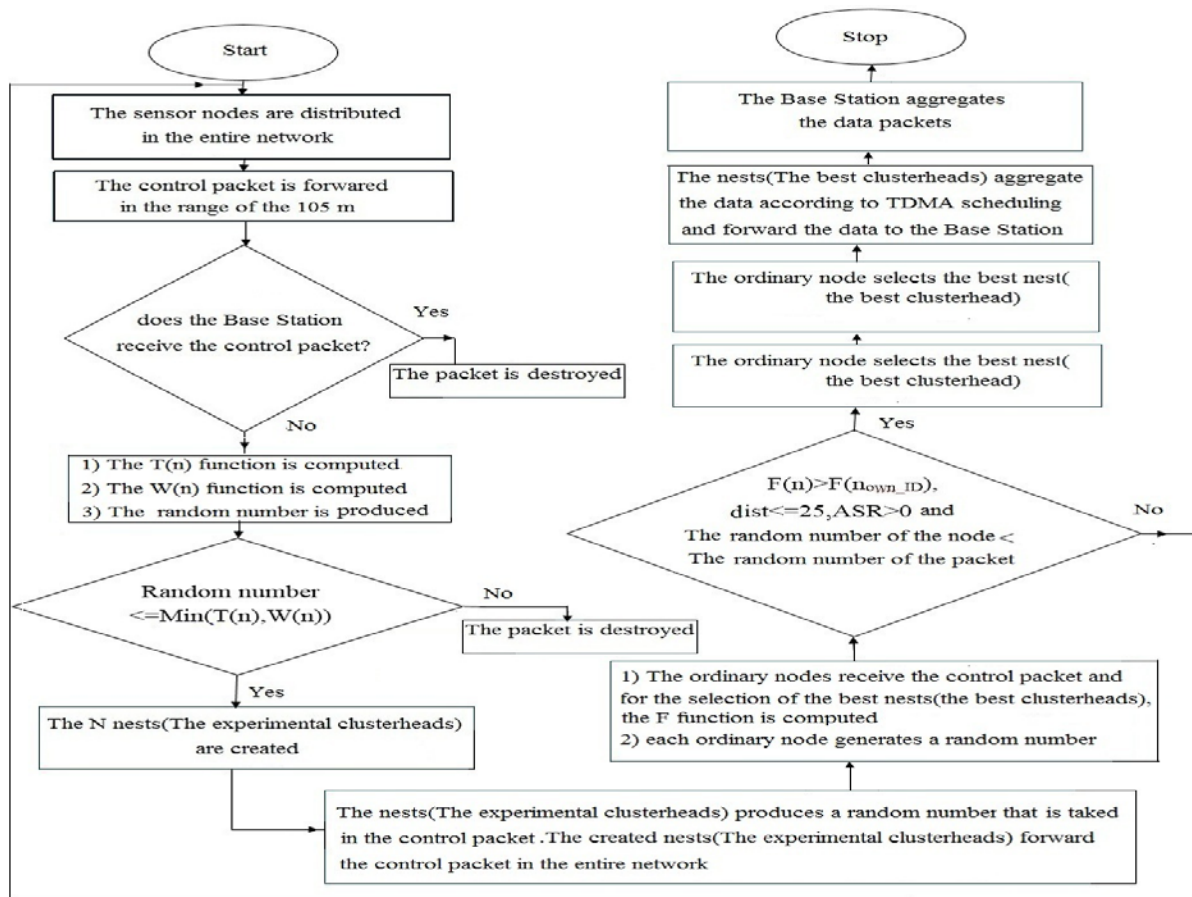 Start
The sensor nodes are distributed
in the entire network
The control packet is forwared
in the range of the 105 m
does the Base Station
receive the control packet?
Yes
The packet is destroyed
No
1) The T(n) function is computed
2) The W(n) function is computed
3) The random number is produced
Random number
<=Min(T(n),W(n))
No
The packet is destroyed
Yes
The N nests(The experimental clusterheads)
are created
The nests(The experimental clusterheads) produces a random number that is taked
in the control packet.The created nests(The experimental clusterheads) forward
the control packet in the entire network
1) The ordinary nodes receive the control packet and
for the selection of the best nests(the best clusterheads),
the F function is computed
2) each ordinary node generates a random number
F(n)>F(nown_ID),
dist<=25,ASR>0 and
The random number of the node<
The random number of the packet
No
Yes
The ordinary node selects the best nest(
the best clusterhead)
The ordinary node selects the best nest(
the best clusterhead)
The nests(The best clusterheads) aggregate
the data according to TDMA scheduling
and forward the data to the Base Station
The Base Station aggregates
the data packets
Stop